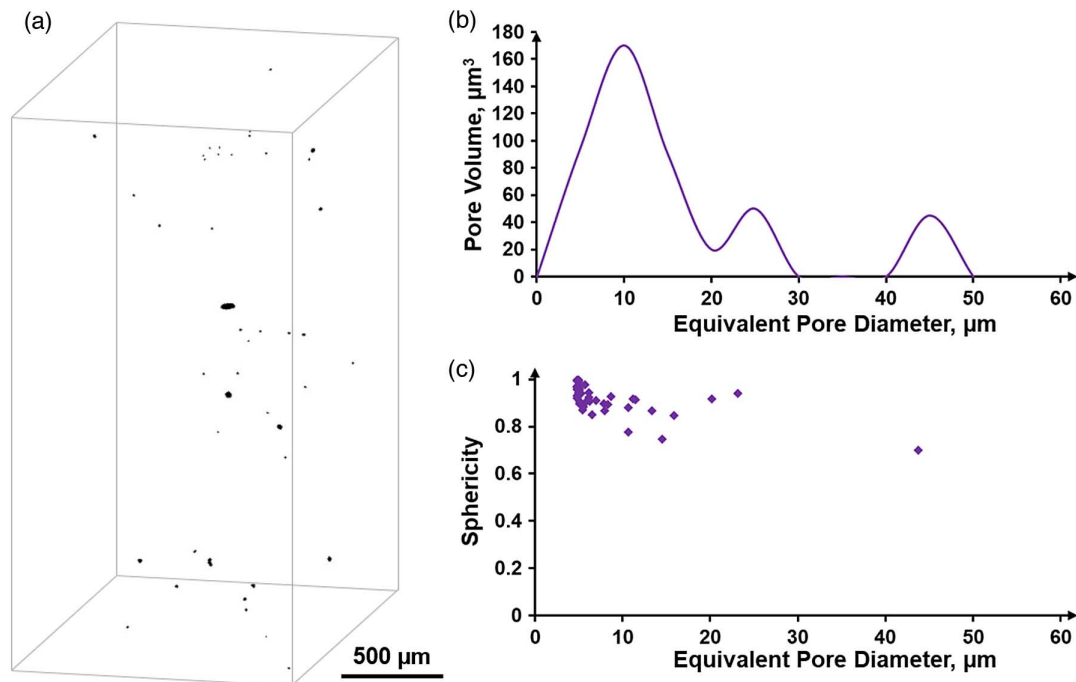 (a)
500 µm
(b)
Pore Volume, µm³
180
160
140
120
100
80
60
40
20
0
0 10 20 30 40 50 60
Equivalent Pore Diameter, µm
(c)
Sphericity
1
0.8
0.6
0.4
0.2
0
0 10 20 30 40 50 60
Equivalent Pore Diameter, µm